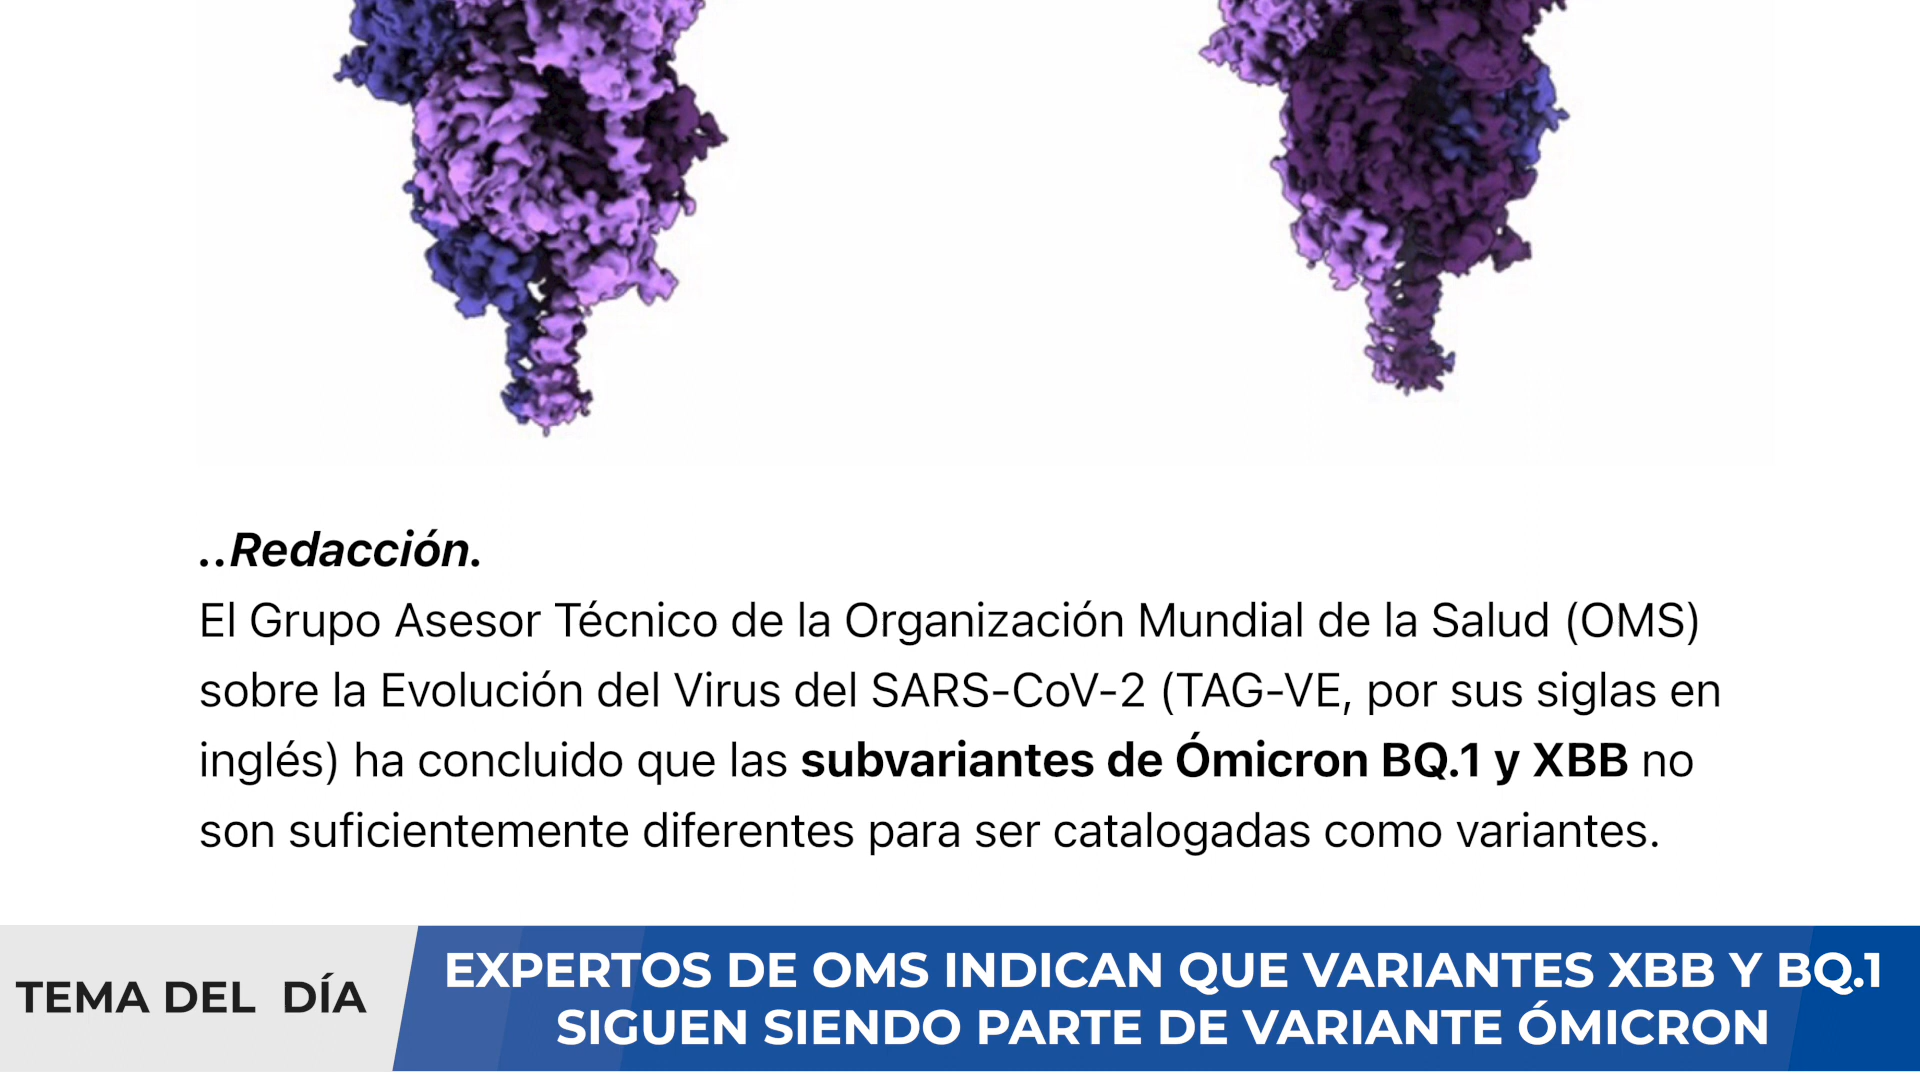 ..Redacción.
El Grupo Asesor Técnico de la Organización Mundial de la Salud (OMS)
sobre la Evolución del Virus del SARS-CoV-2 (TAG-VE, por sus siglas en
inglés) ha concluido que las subvariantes de Ómicron BQ.1 y XBB no
son suficientemente diferentes para ser catalogadas como variantes.
TEMA DEL DÍA
EXPERTOS DE OMS INDICAN QUE VARIANTES XBB Y BQ.1
SIGUEN SIENDO PARTE DE VARIANTE ÓMICRON